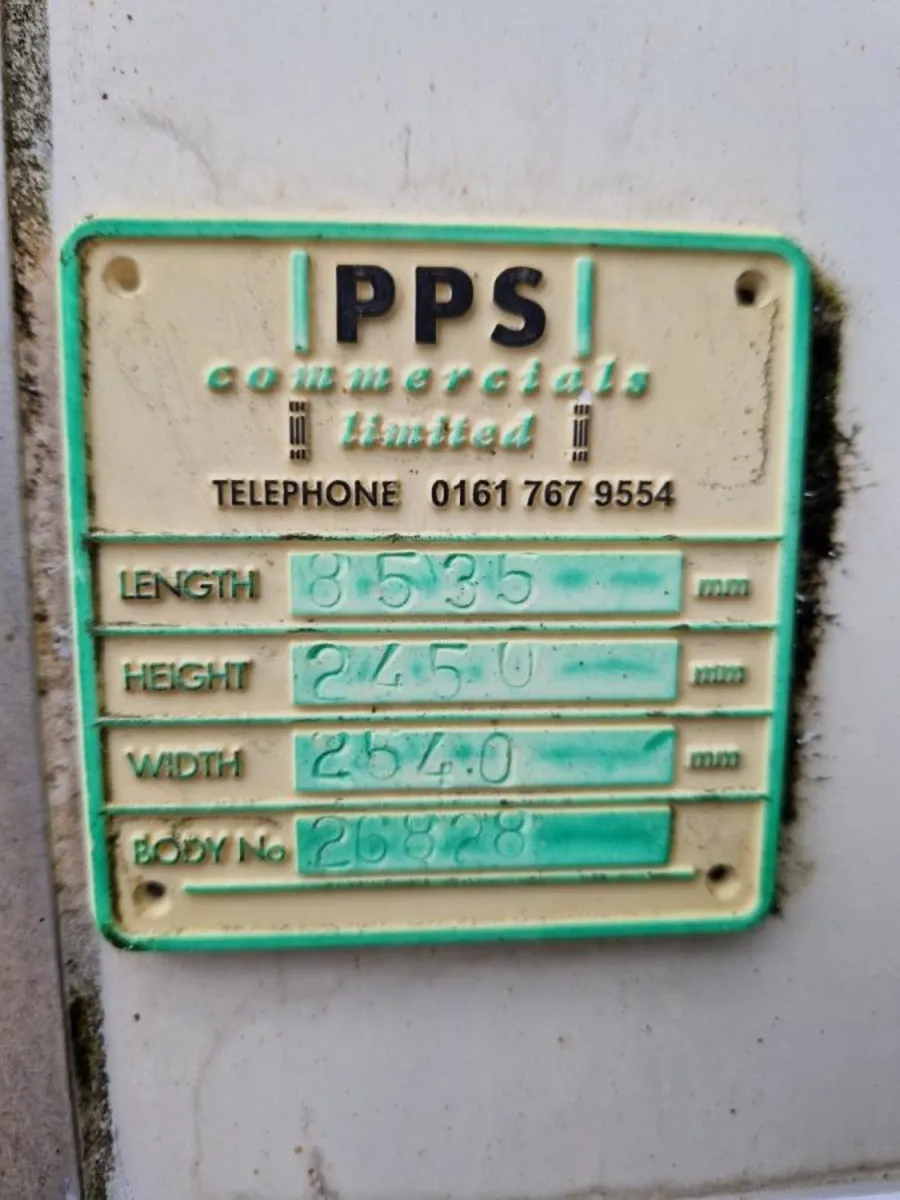 PPS
commercials
limited
TELEPHONE 0161 767 9554
LENGTH 8535 mm
HEIGHT 2450 mm
WIDTH 2540 mm
BODY No 26828